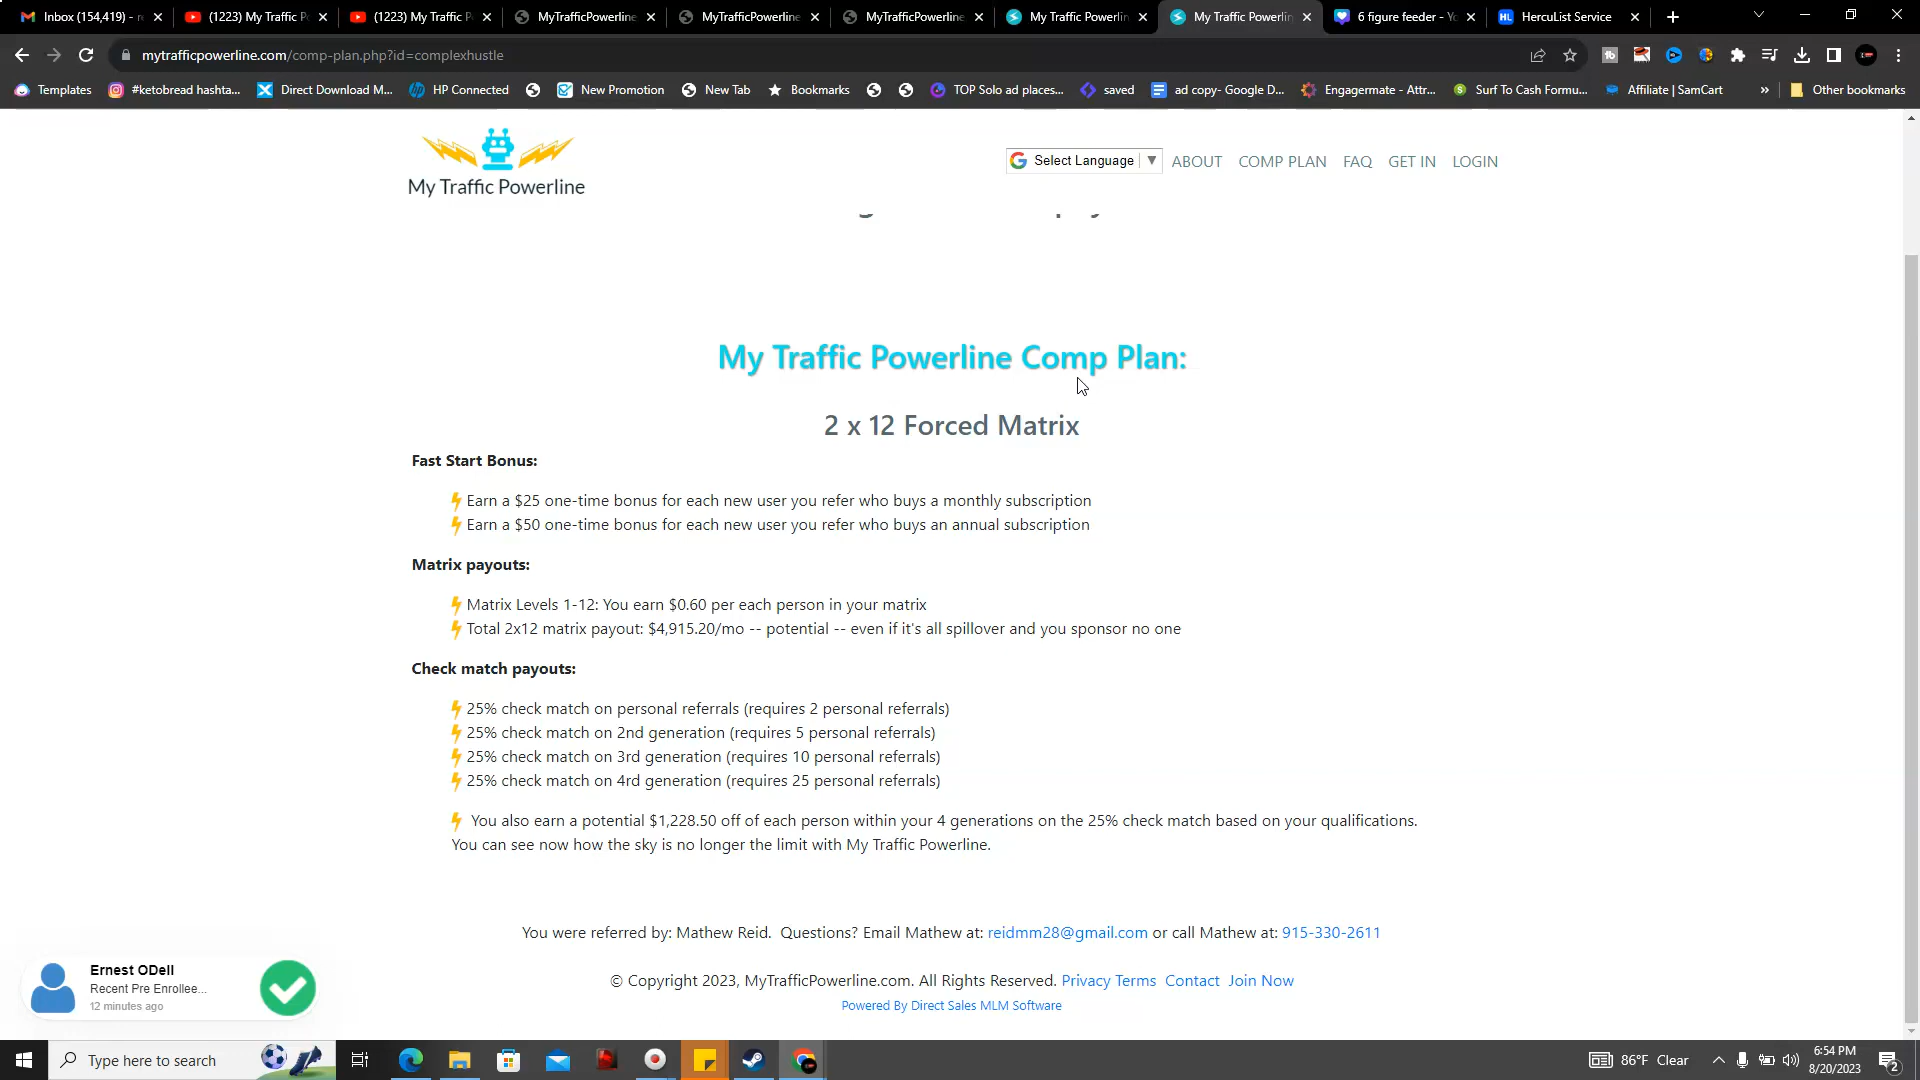 Inbox (154,419) - r
(1223) My Traffic P
(1223) My Traffic P
MyTrafficPowerline
MyTrafficPowerline
MyTrafficPowerline
My Traffic Powerlin
My Traffic Powerlin
6 figure feeder - Yo
HercuList Service
mytrafficpowerline.com/comp-plan.php?id=complexhustle
Templates
#ketobread hashta...
Direct Download M...
HP Connected
New Promotion
New Tab
Bookmarks
TOP Solo ad places...
saved
ad copy- Google D...
Engagermate - Attr...
Surf To Cash Formu...
Affiliate | SamCart
»
Other bookmarks
My Traffic Powerline
Select Language ▼
ABOUT
COMP PLAN
FAQ
GET IN
LOGIN
My Traffic Powerline Comp Plan:
2 x 12 Forced Matrix
Fast Start Bonus:
Earn a $25 one-time bonus for each new user you refer who buys a monthly subscription
Earn a $50 one-time bonus for each new user you refer who buys an annual subscription
Matrix payouts:
Matrix Levels 1-12: You earn $0.60 per each person in your matrix
Total 2x12 matrix payout: $4,915.20/mo -- potential -- even if it's all spillover and you sponsor no one
Check match payouts:
25% check match on personal referrals (requires 2 personal referrals)
25% check match on 2nd generation (requires 5 personal referrals)
25% check match on 3rd generation (requires 10 personal referrals)
25% check match on 4rd generation (requires 25 personal referrals)
You also earn a potential $1,228.50 off of each person within your 4 generations on the 25% check match based on your qualifications.
You can see now how the sky is no longer the limit with My Traffic Powerline.
You were referred by: Mathew Reid. Questions? Email Mathew at: reidmm28@gmail.com or call Mathew at: 915-330-2611
Ernest ODell
Recent Pre Enrollee...
12 minutes ago
© Copyright 2023, MyTrafficPowerline.com. All Rights Reserved. Privacy Terms Contact Join Now
Powered By Direct Sales MLM Software
Type here to search
86°F Clear
6:54 PM
8/20/2023
2